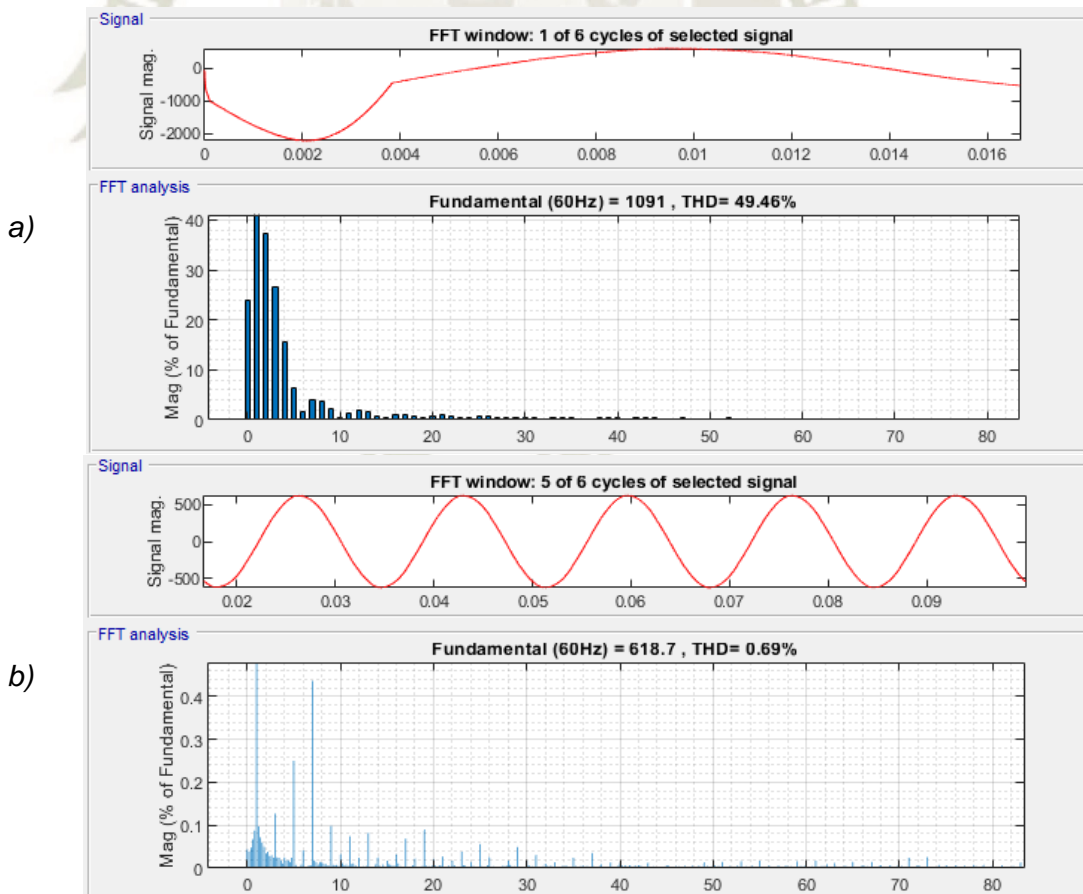 a)
Signal
FFT window: 1 of 6 cycles of selected signal
Signal mag.
0
-1000
-2000
0 0.002 0.004 0.006 0.008 0.01 0.012 0.014 0.016
FFT analysis
Fundamental (60Hz) = 1091 , THD= 49.46%
Mag (% of Fundamental)
40
30
20
10
0
0 10 20 30 40 50 60 70 80
b)
Signal
FFT window: 5 of 6 cycles of selected signal
Signal mag.
500
0
-500
0.02 0.03 0.04 0.05 0.06 0.07 0.08 0.09
FFT analysis
Fundamental (60Hz) = 618.7 , THD= 0.69%
Mag (% of Fundamental)
0.4
0.3
0.2
0.1
0
0 10 20 30 40 50 60 70 80